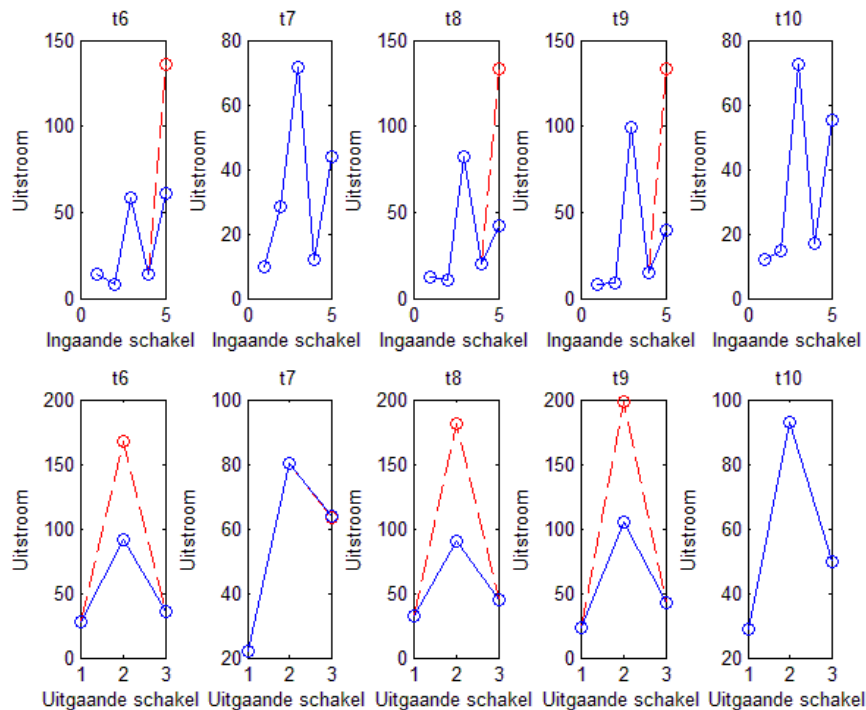 t6 t7 t8 t9 t10
150 80 150 150 80
100 60 100 100 60
40 40
50 50 50
20 20
0 0 0 0 0
Uitstroom Uitstroom Uitstroom Uitstroom Uitstroom
0 5 0 5 0 5 0 5 0 5
Ingaande schakel Ingaande schakel Ingaande schakel Ingaande schakel Ingaande schakel
t6 t7 t8 t9 t10
200 100 200 200 100
150 80 150 150 80
100 60 100 100 60
50 40 50 50 40
0 20 0 0 20
Uitstroom Uitstroom Uitstroom Uitstroom Uitstroom
1 2 3 1 2 3 1 2 3 1 2 3 1 2 3
Uitgaande schakel Uitgaande schakel Uitgaande schakel Uitgaande schakel Uitgaande schakel